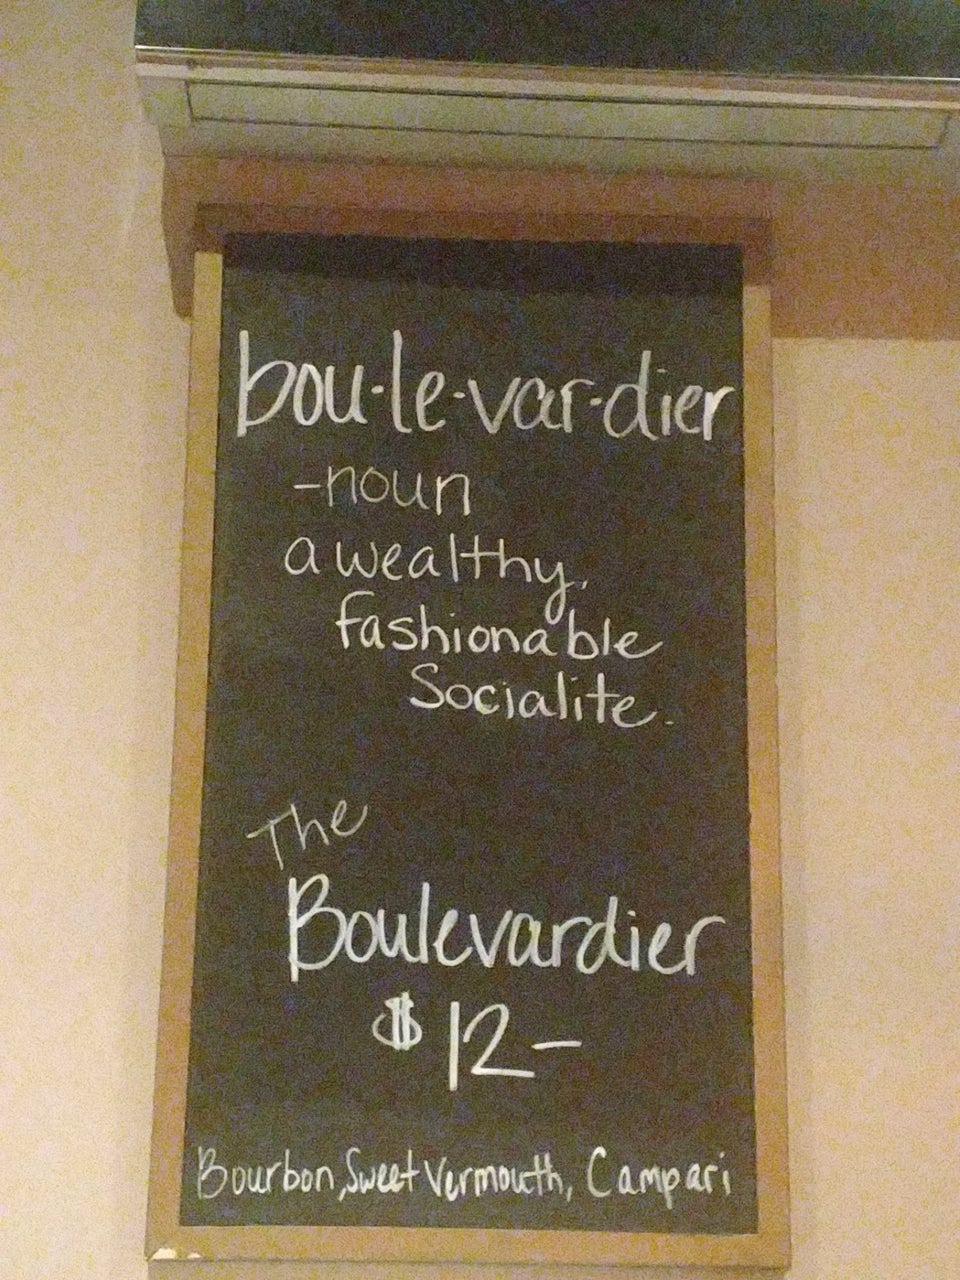 bou·le·var·dier
-noun
a wealthy,
fashionable
Socialite.
The
Boulevardier
$12-
Bourbon, Sweet Vermouth, Campari